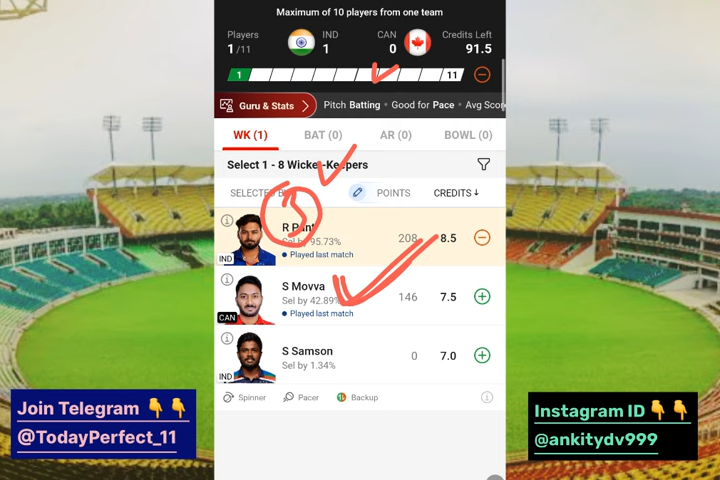 Maximum of 10 players from one team
Players IND CAN Credits Left
1/11 1 0 91.5
1 11
Guru & Stats Pitch Batting • Good for Pace • Avg Scor
WK (1) BAT (0) AR (0) BOWL (0)
Select 1 - 8 Wicket-Keepers
SELECTED POINTS CREDITS↓
3
R Pant
Sel by 95.73% 208 8.5
Played last match
IND
S Movva
Sel by 42.89% 146 7.5
Played last match
CAN
S Samson
Sel by 1.34% 0 7.0
IND
Spinner Pacer Backup
Join Telegram 👇👇
@TodayPerfect_11
Instagram ID👇👇
@ankitydv999